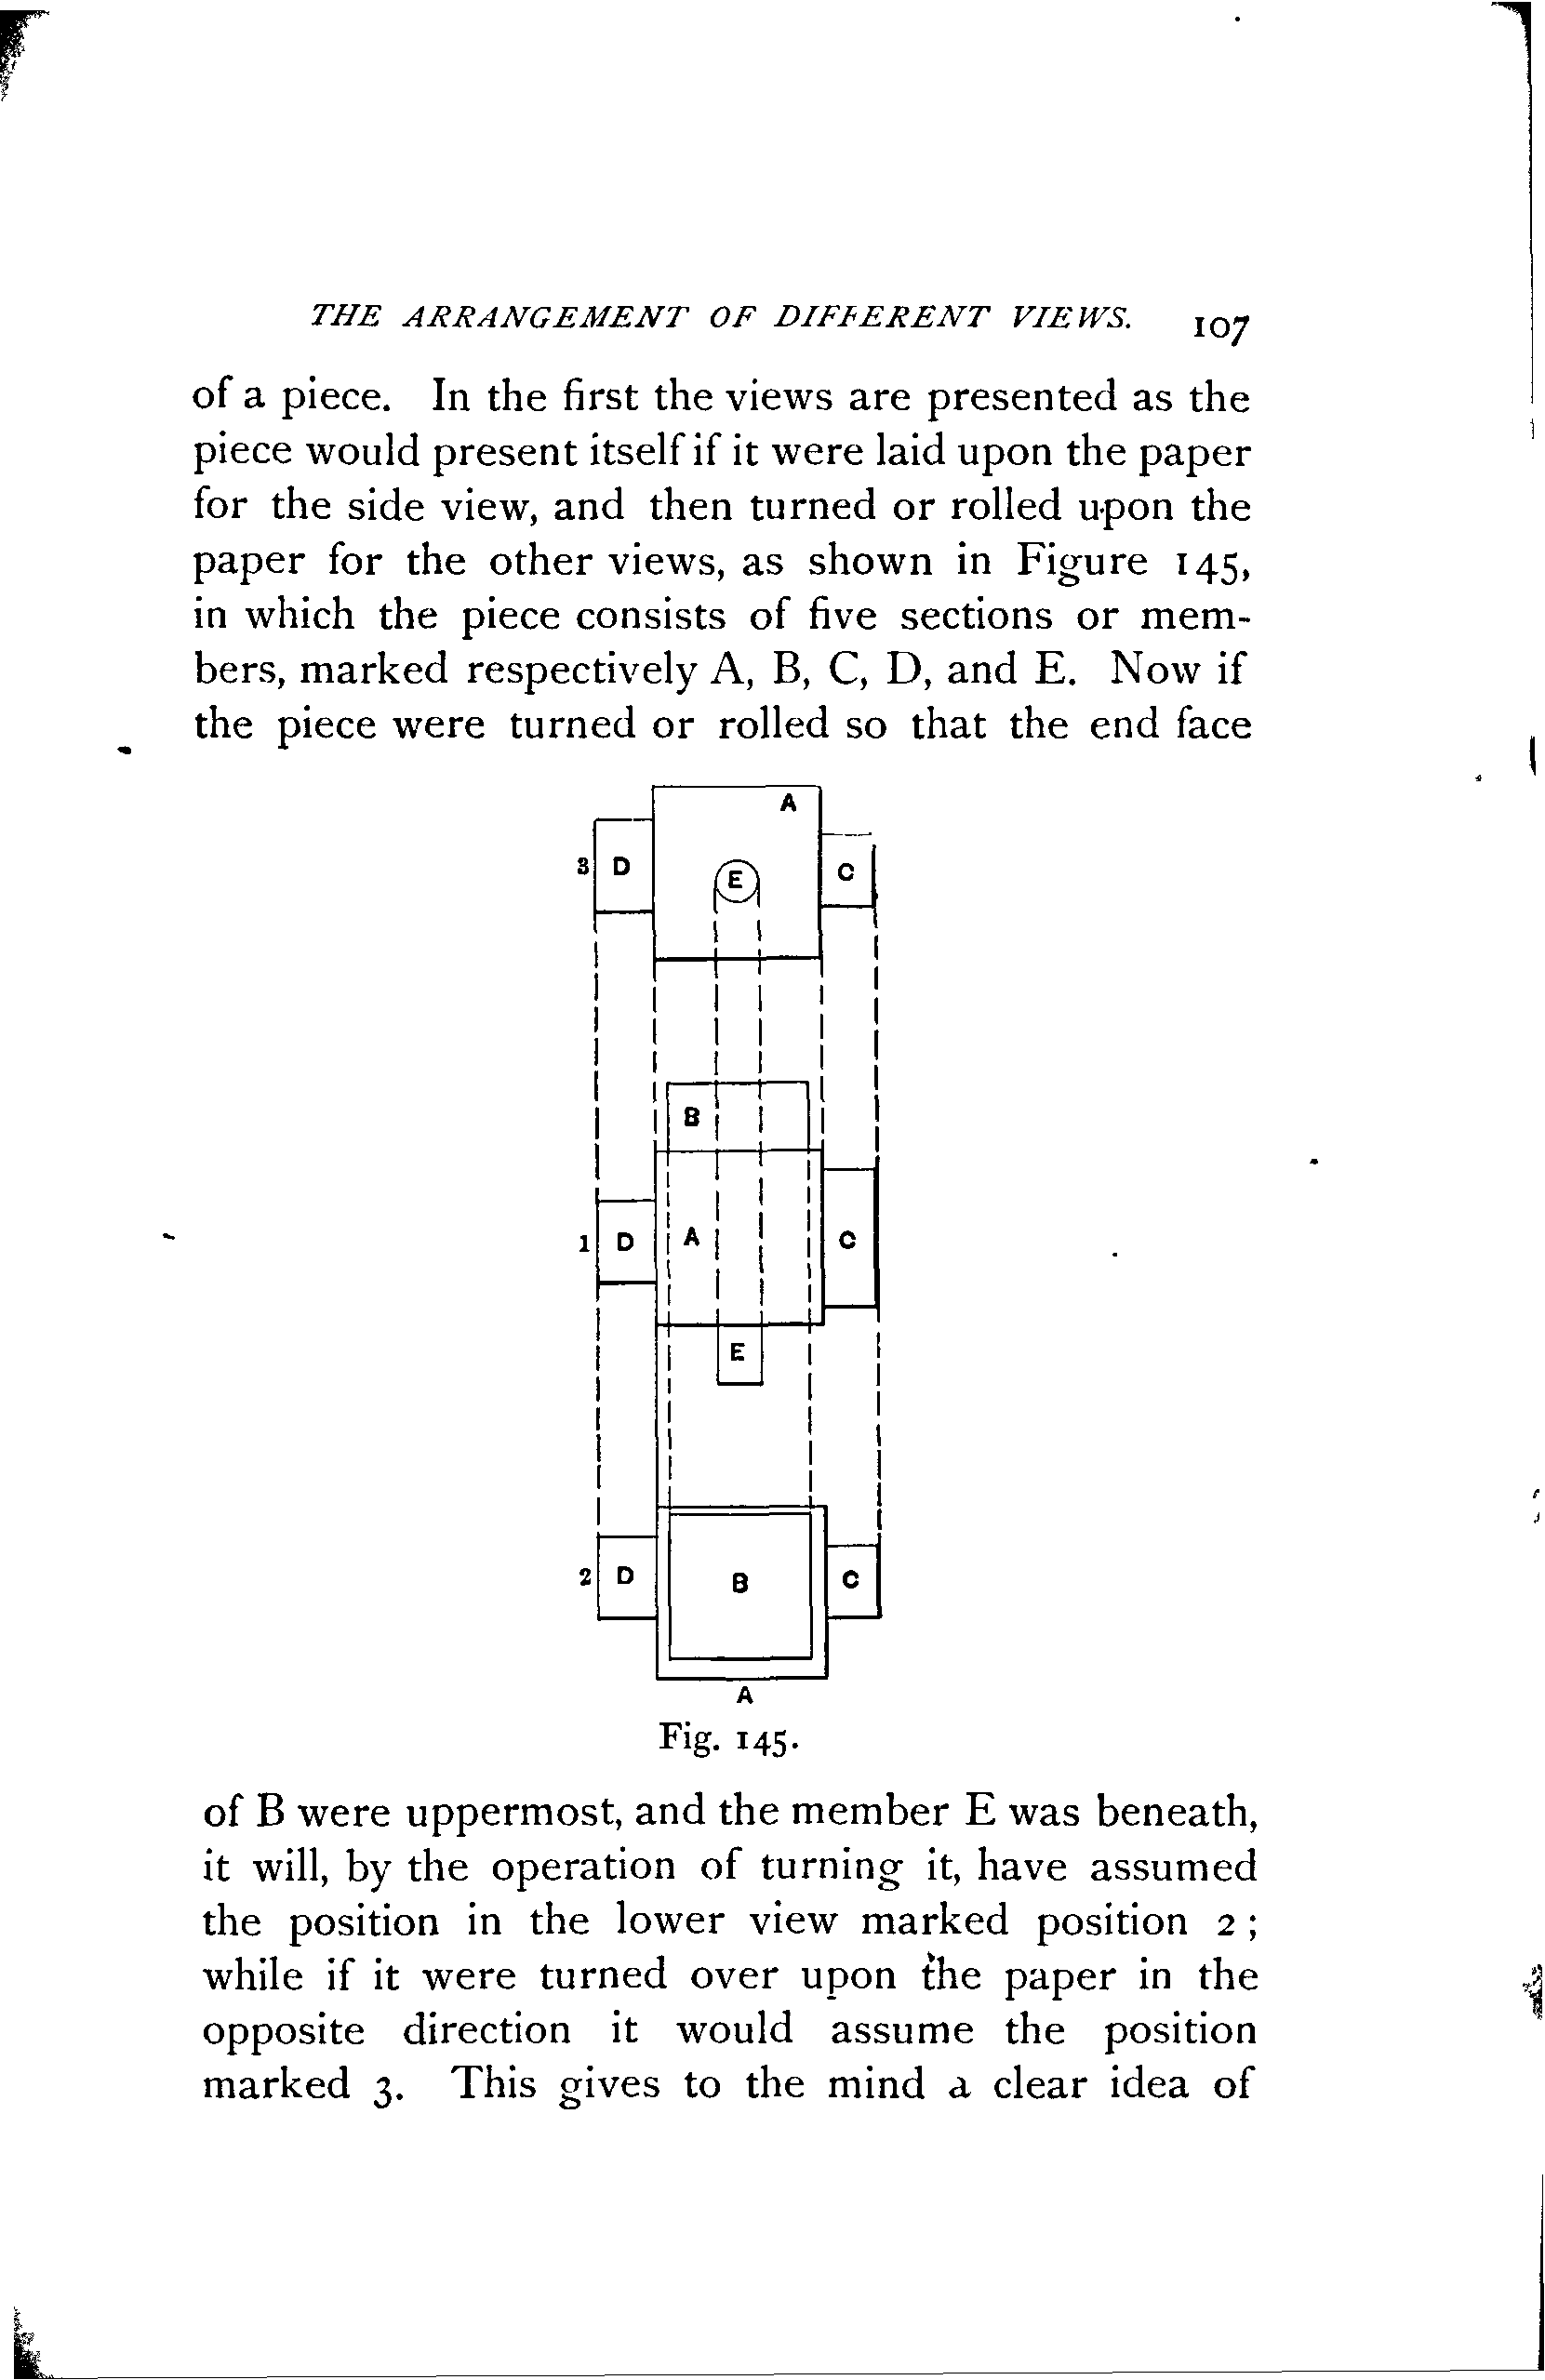 THE ARRANGEMENT OF DIFFERENT VIEWS. 107
of a piece. In the first the views are presented as the
piece would present itself if it were laid upon the paper
for the side view, and then turned or rolled upon the
paper for the other views, as shown in Figure 145,
in which the piece consists of five sections or mem-
bers, marked respectively A, B, C, D, and E. Now if
the piece were turned or rolled so that the end face
A
3 D E C
B
1 D A C
E
2 D B C
A
Fig. 145.
of B were uppermost, and the member E was beneath,
it will, by the operation of turning it, have assumed
the position in the lower view marked position 2 ;
while if it were turned over upon the paper in the
opposite direction it would assume the position
marked 3. This gives to the mind a clear idea of